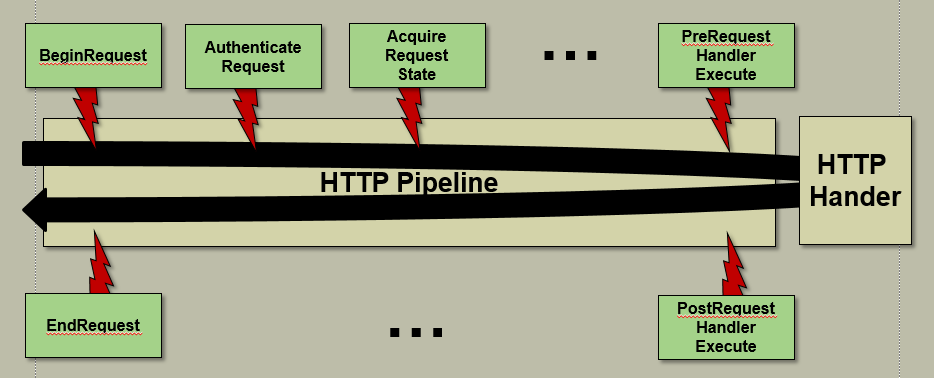 BeginRequest
Authenticate
Request
Acquire
Request
State
...
PreRequest
Handler
Execute
HTTP Pipeline
HTTP
Hander
EndRequest
...
PostRequest
Handler
Execute